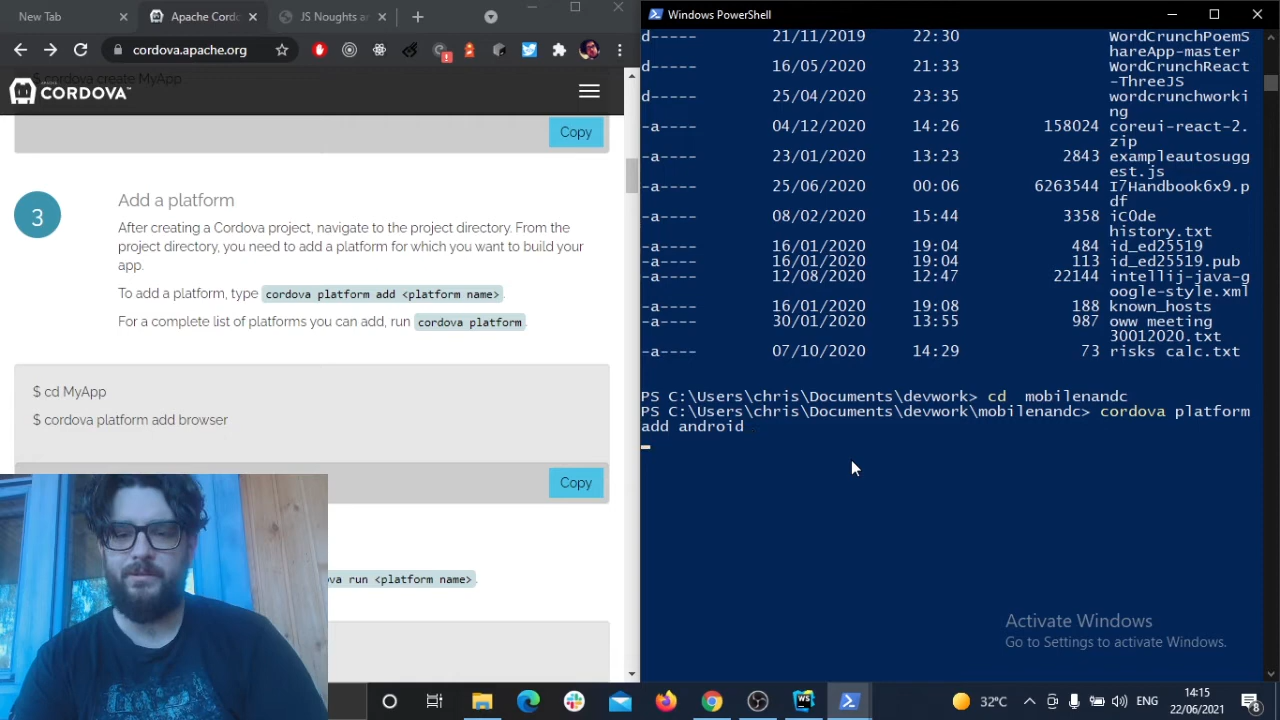 New Tab
Apache Cordo
JS Noughts ar
cordova.apache.org
$ cordova create MyApp
APACHE
CORDOVA™
Copy
3
Add a platform
After creating a Cordova project, navigate to the project directory. From the
project directory, you need to add a platform for which you want to build your
app.
To add a platform, type cordova platform add <platform name>.
For a complete list of platforms you can add, run cordova platform.
$ cd MyApp
$ cordova platform add browser
Copy
ova run <platform name>.
Windows PowerShell
d----- 21/11/2019 22:30 WordCrunchPoemS
hareApp-master
d----- 16/05/2020 21:33 WordCrunchReact
-ThreeJS
d----- 25/04/2020 23:35 wordcrunchworki
ng
-a---- 04/12/2020 14:26 158024 coreui-react-2.
zip
-a---- 23/01/2020 13:23 2843 exampleautosugg
est.js
-a---- 25/06/2020 00:06 6263544 I7Handbook6x9.p
df
-a---- 08/02/2020 15:44 3358 iCOde
history.txt
-a---- 16/01/2020 19:04 484 id_ed25519
-a---- 16/01/2020 19:04 113 id_ed25519.pub
-a---- 12/08/2020 12:47 22144 intellij-java-g
oogle-style.xml
-a---- 16/01/2020 19:08 188 known_hosts
-a---- 30/01/2020 13:55 987 oww meeting
30012020.txt
-a---- 07/10/2020 14:29 73 risks calc.txt
PS C:\Users\chris\Documents\devwork> cd  mobilenandc
PS C:\Users\chris\Documents\devwork\mobilenandc> cordova platform
add android
Activate Windows
Go to Settings to activate Windows.
32°C
ENG
14:15
22/06/2021
8